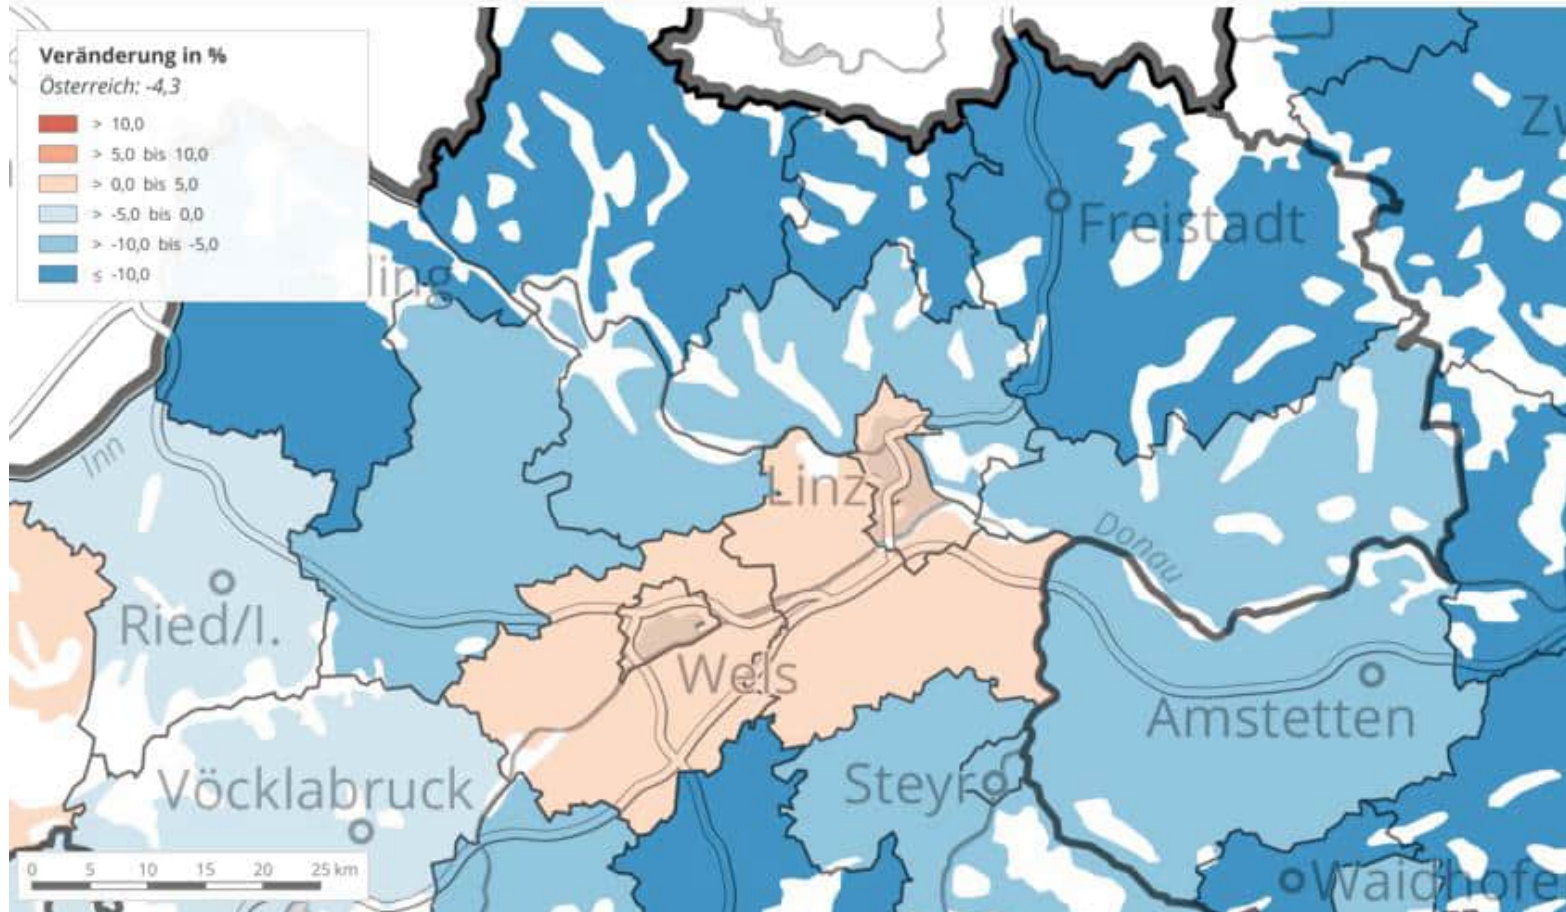 Veränderung in %
Österreich: -4,3
> 10,0
> 5,0 bis 10,0
> 0,0 bis 5,0
> -5,0 bis 0,0
> -10,0 bis -5,0
≤ -10,0
Freistadt
Inn
Linz
Donau
Ried/I.
Wels
Amstetten
Vöcklabruck
Steyr
0 5 10 15 20 25 km
Waidhofe